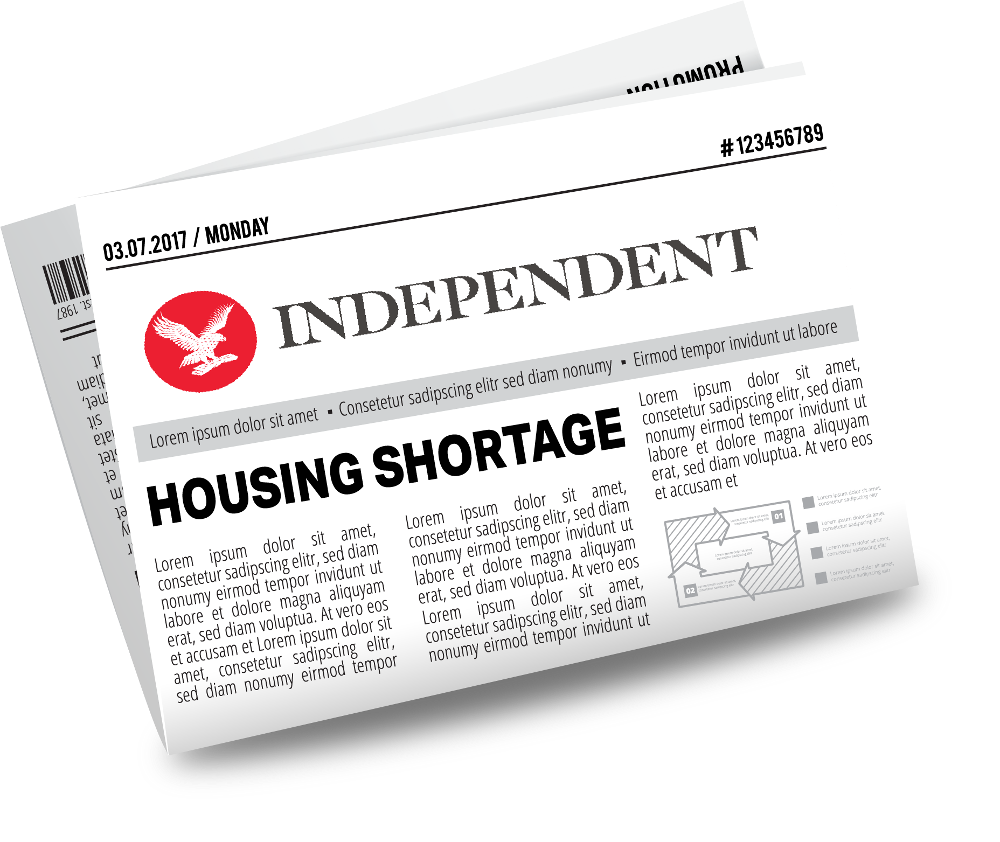 PROMOTION
#123456789
03.07.2017 / MONDAY
INDEPENDENT
Lorem ipsum dolor sit amet ▪ Consetetur sadipscing elitr sed diam nonumy ▪ Eirmod tempor invidunt ut labore
HOUSING SHORTAGE
Lorem ipsum dolor sit amet,
consetetur sadipscing elitr, sed diam
nonumy eirmod tempor invidunt ut
labore et dolore magna aliquyam
erat, sed diam voluptua. At vero eos
et accusam et Lorem ipsum dolor sit
amet, consetetur sadipscing elitr,
sed diam nonumy eirmod tempor
Lorem ipsum dolor sit amet,
consetetur sadipscing elitr, sed diam
nonumy eirmod tempor invidunt ut
labore et dolore magna aliquyam
erat, sed diam voluptua. At vero eos
Lorem ipsum dolor sit amet,
consetetur sadipscing elitr, sed diam
nonumy eirmod tempor invidunt ut
Lorem ipsum dolor sit amet,
consetetur sadipscing elitr, sed diam
nonumy eirmod tempor invidunt ut
labore et dolore magna aliquyam
erat, sed diam voluptua. At vero eos
et accusam et
Lorem ipsum dolor sit amet,
consetetur sadipscing elitr
01
Lorem ipsum dolor sit amet,
consetetur sadipscing elitr
02
Lorem ipsum dolor sit amet,
consetetur sadipscing elitr
Lorem ipsum dolor sit amet,
consetetur sadipscing elitr
Lorem ipsum dolor sit amet,
consetetur sadipscing elitr
Lorem ipsum dolor sit amet,
consetetur sadipscing elitr
Lorem ipsum dolor sit amet,
consetetur sadipscing elitr
st. 1987
ut
diam
met,
sit
et